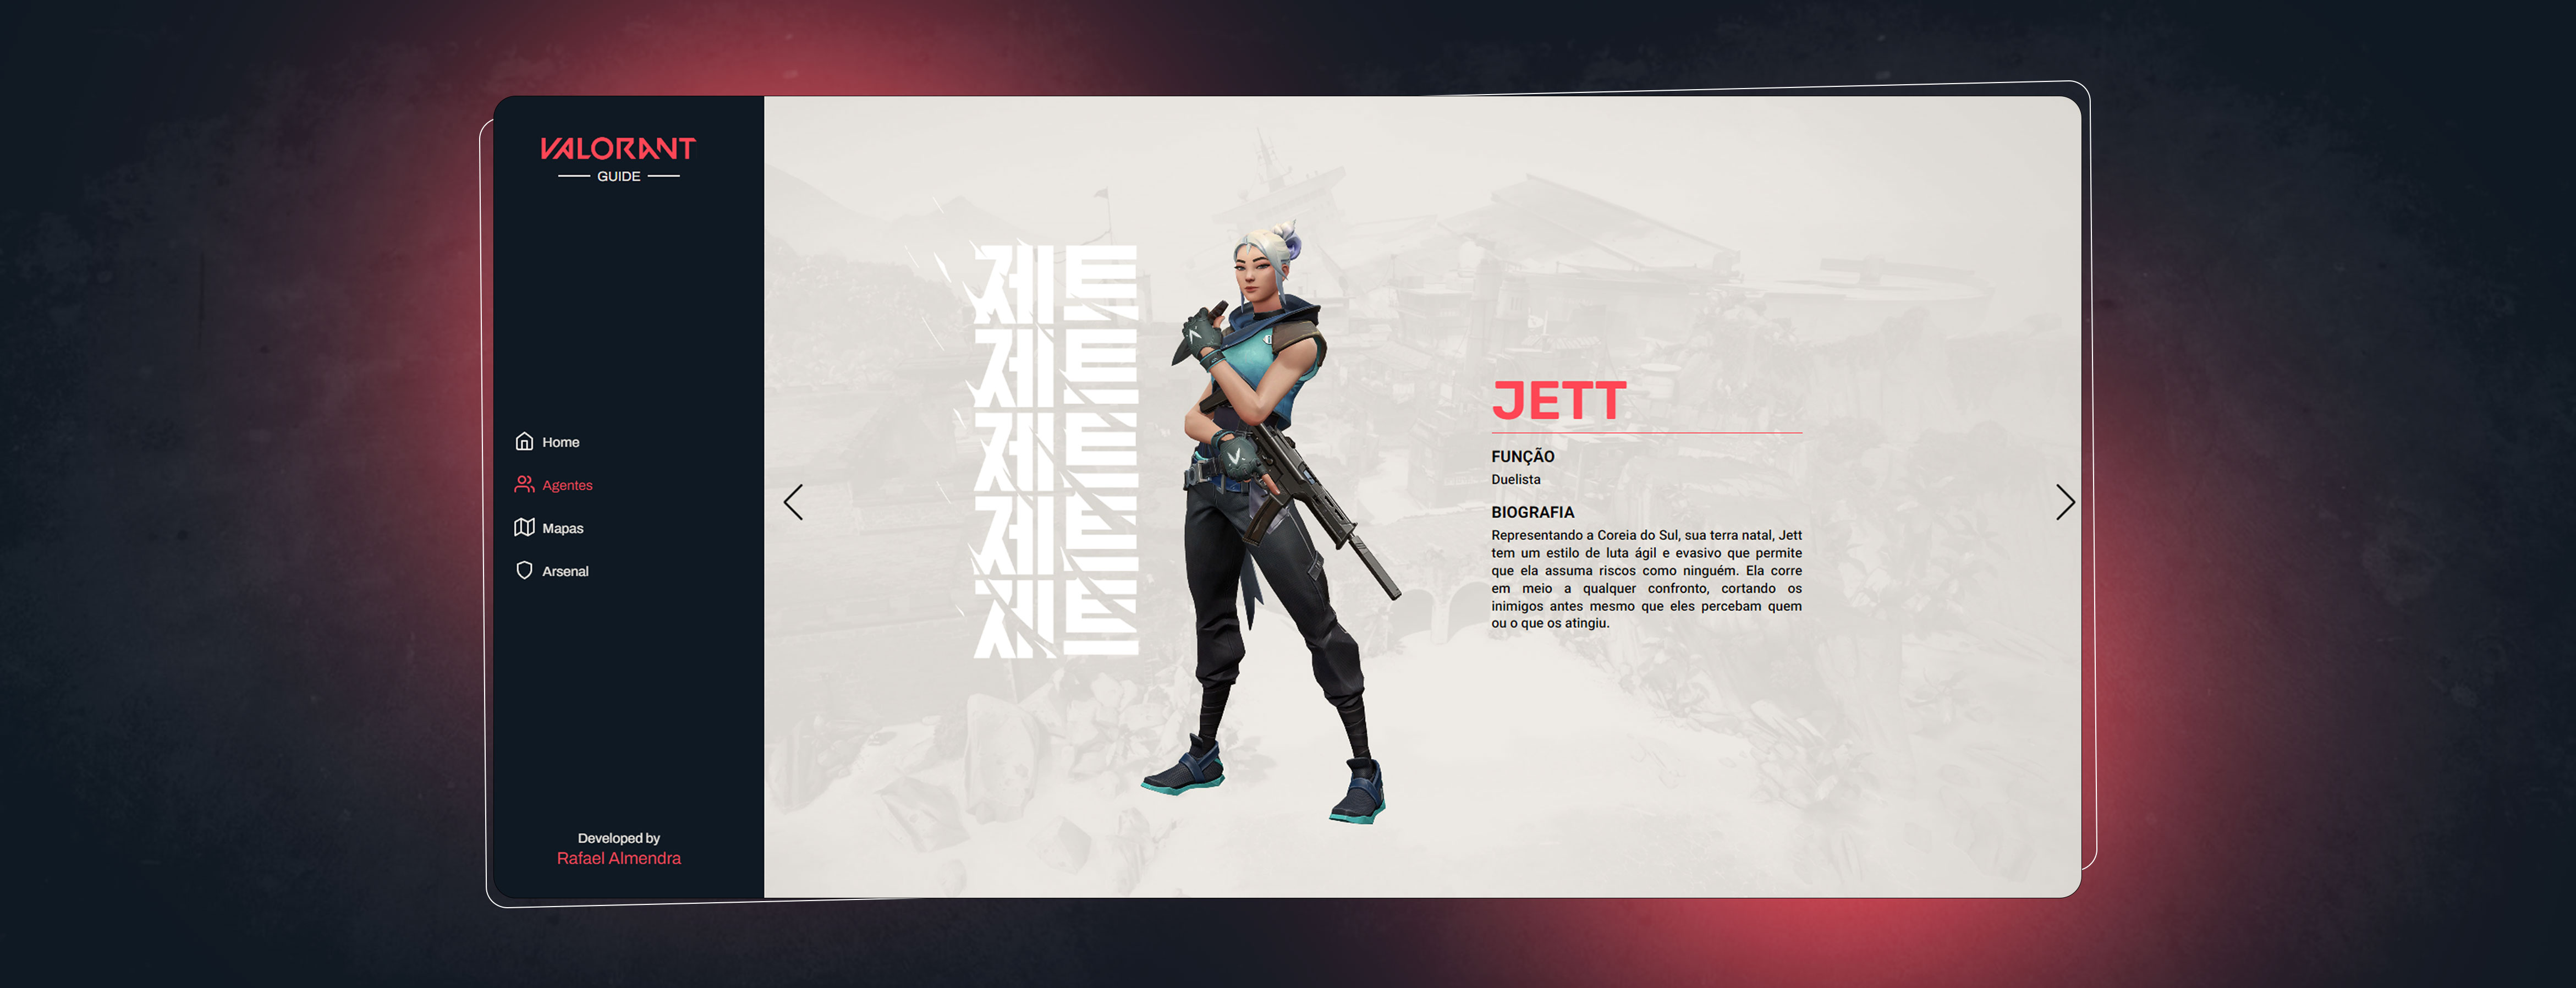 VALORANT
GUIDE
Home
Agentes
Mapas
Arsenal
Developed by
Rafael Almendra
제트
제트
제트
제트
제트
JETT
FUNÇÃO
Duelista
BIOGRAFIA
Representando a Coreia do Sul, sua terra natal, Jett
tem um estilo de luta ágil e evasivo que permite
que ela assuma riscos como ninguém. Ela corre
em meio a qualquer confronto, cortando os
inimigos antes mesmo que eles percebam quem
ou o que os atingiu.